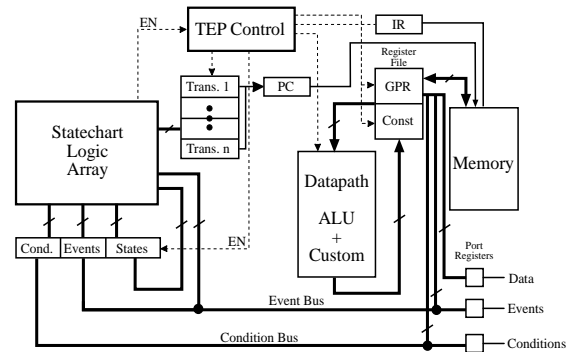 EN
TEP Control
IR
Register
File
Trans. 1
PC
GPR
Statechart
Logic
Array
Const
Trans. n
Memory
Datapath
ALU
+
Custom
Cond.
Events
States
EN
Port
Registers
Data
Event Bus
Events
Condition Bus
Conditions